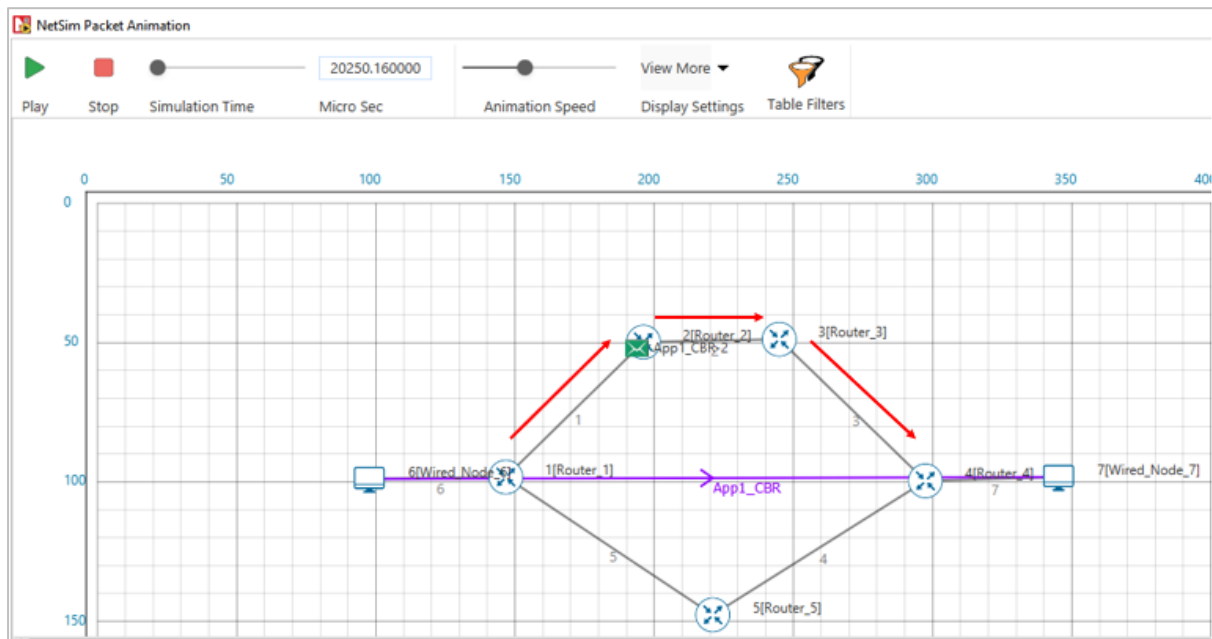 NetSim Packet Animation
20250.160000
View More
Play
Stop
Simulation Time
Micro Sec
Animation Speed
Display Settings
Table Filters
0 50 100 150 200 250 300 350 400
0
50
2[Router_2]
3[Router_3]
App1_CBR-2
2
1
3
100
6[Wired_Node_6]
1[Router_1]
4[Router_4]
7[Wired_Node_7]
6
App1_CBR
7
5
4
5[Router_5]
150